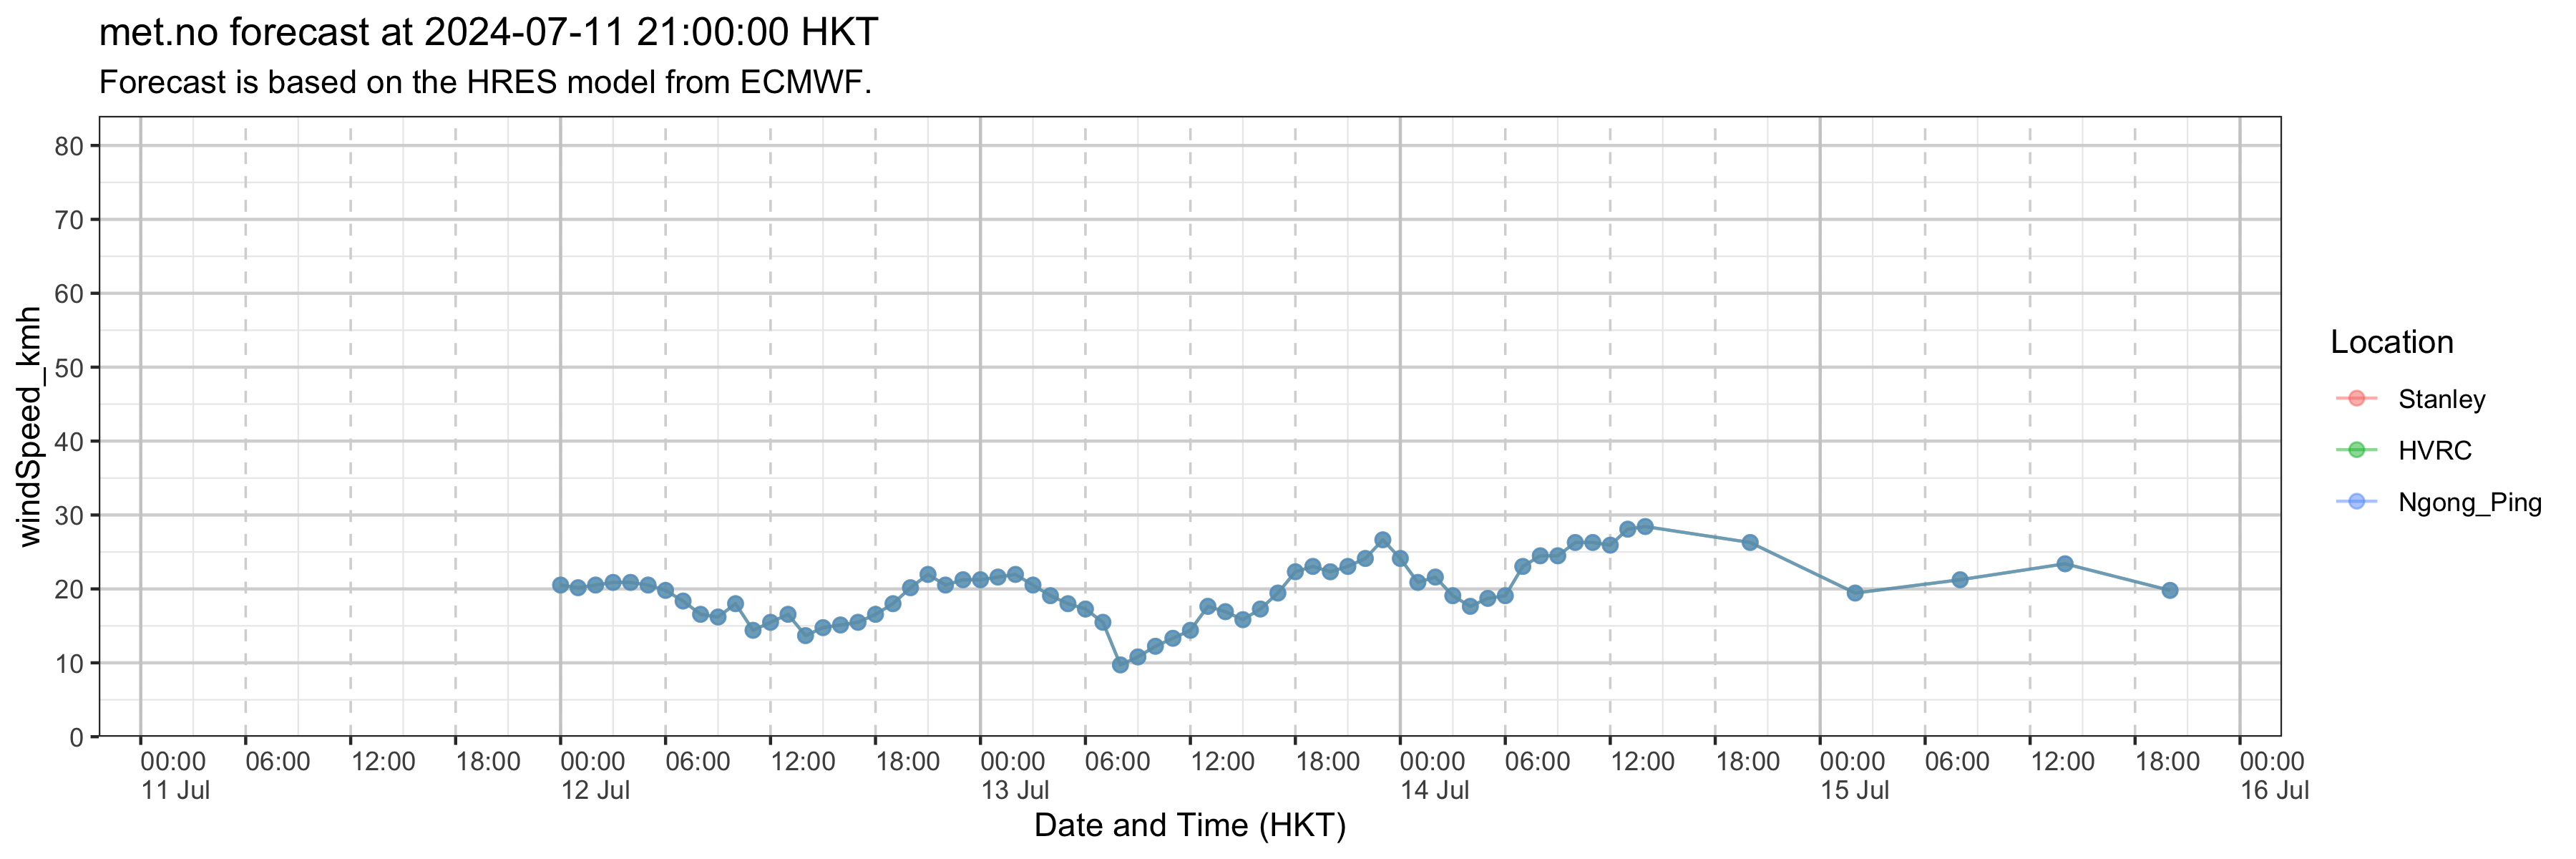 met.no forecast at 2024-07-11 21:00:00 HKT
Forecast is based on the HRES model from ECMWF.
windSpeed_kmh
80
70
60
50
40
30
20
10
0
00:00 06:00 12:00 18:00 00:00 06:00 12:00 18:00 00:00 06:00 12:00 18:00 00:00 06:00 12:00 18:00 00:00 06:00 12:00 18:00 00:00
11 Jul 12 Jul 13 Jul 14 Jul 15 Jul 16 Jul
Date and Time (HKT)
Location
Stanley
HVRC
Ngong_Ping